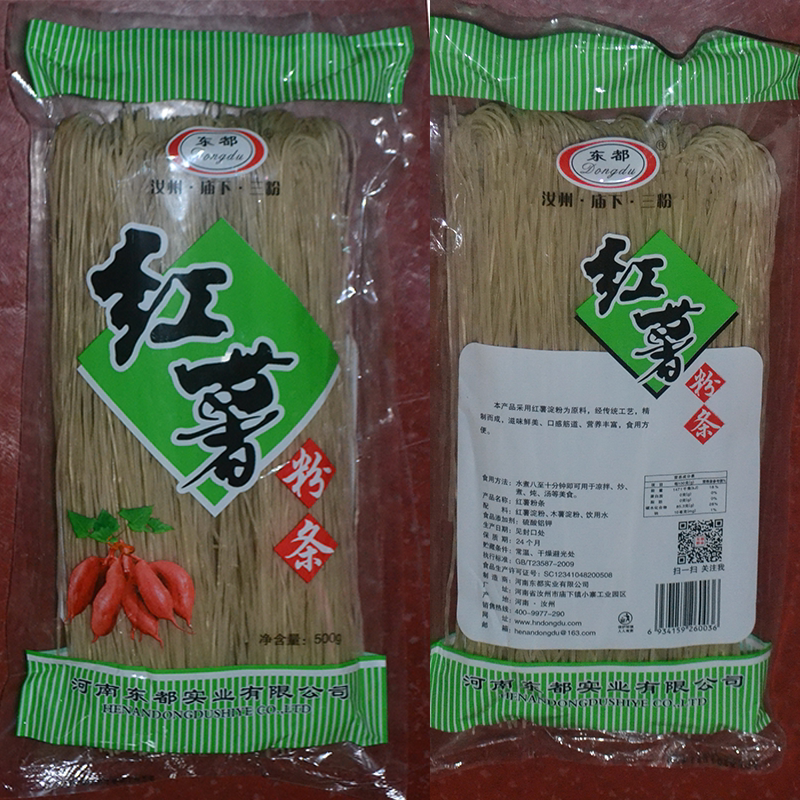 东都
Dongdu
汝州·庙下·三粉
红薯
粉条
净含量：500g
河南东都实业有限公司
HENANDONGDUSHIYE CO.,LTD
东都
Dongdu
汝州·庙下·三粉
红薯
粉条
本产品采用红薯淀粉为原料，经传统工艺，精
制而成，滋味鲜美、口感筋道、营养丰富，食用方
便。
食用方法：水煮八至十分钟即可用于凉拌、炒、
煮、炖、汤等美食。
产品名称：红薯粉条
配料：红薯淀粉、木薯淀粉、饮用水
食品添加剂：硫酸铝钾
生产日期：见封口处
保质期：24个月
贮藏条件：常温、干燥避光处
执行标准：GB/T23587-2009
食品生产许可证号：SC12341048200508
制造商：河南东都实业有限公司
厂址：河南省汝州市庙下镇小寨工业园区
产地：河南·汝州
销售热线：400-9977-290
网址：www.hndongdu.com
邮箱：henandongdu@163.com
扫一扫 关注我
6 934159 260036
河南东都实业有限公司
HENANDONGDUSHIYE CO.,LTD